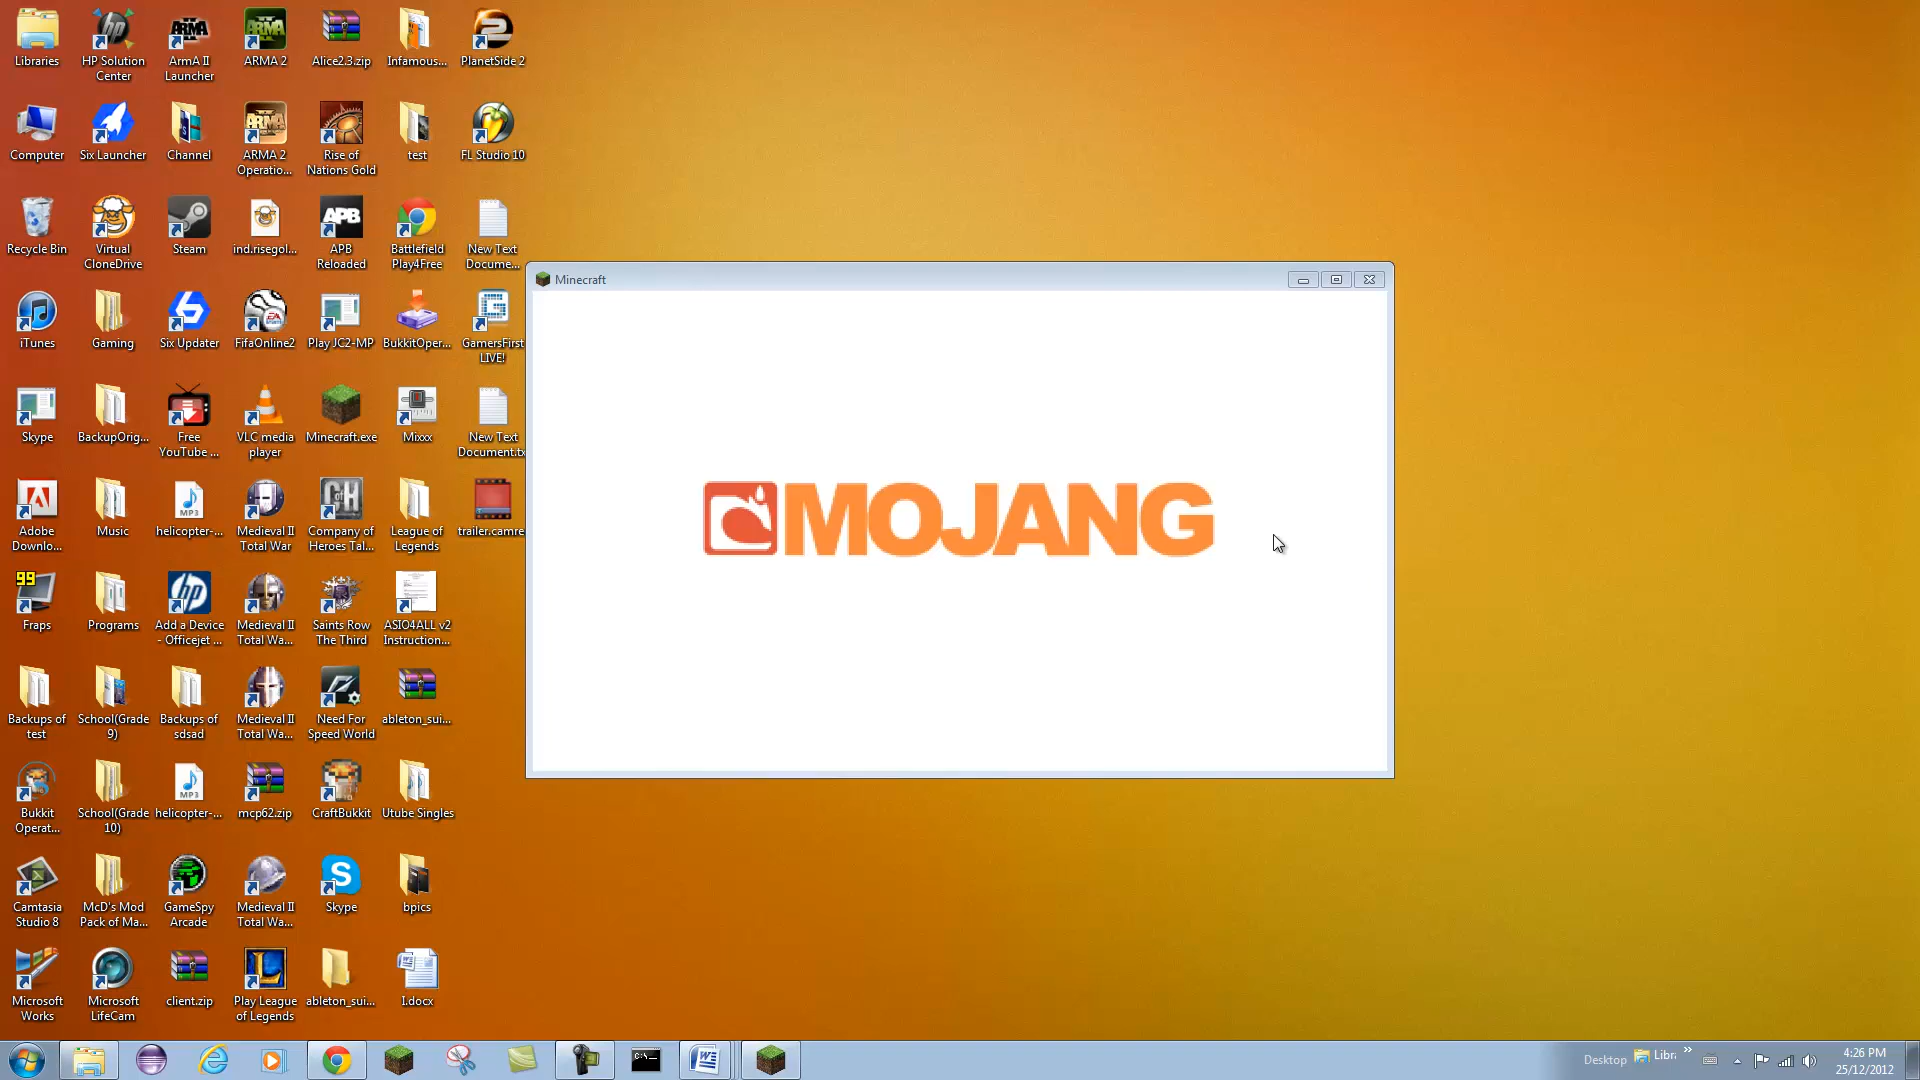 Libraries
HP Solution
Center
ArmA II
Launcher
ARMA 2
Alice2.3.zip
Infamous...
PlanetSide 2
Computer
Six Launcher
Channel
ARMA 2
Operatio...
Rise of
Nations Gold
test
FL Studio 10
Recycle Bin
Virtual
CloneDrive
Steam
ind.risegol...
APB
Reloaded
Battlefield
Play4Free
New Text
Docume...
iTunes
Gaming
Six Updater
FifaOnline2
Play JC2-MP
BukkitOper...
GamersFirst
LIVE!
Skype
BackupOrig...
Free
YouTube ...
VLC media
player
Minecraft.exe
Mixxx
New Text
Document.tx
Adobe
Downlo...
Music
helicopter-...
Medieval II
Total War
Company of
Heroes Tal...
League of
Legends
trailer.camre
99
Fraps
Programs
Add a Device
- Officejet ...
Medieval II
Total Wa...
Saints Row
The Third
ASIO4ALL v2
Instruction...
Backups of
test
School(Grade
9)
Backups of
sdsad
Medieval II
Total Wa...
Need For
Speed World
ableton_sui...
Bukkit
Operat...
School(Grade
10)
helicopter-...
mcp62.zip
CraftBukkit
Utube Singles
Camtasia
Studio 8
McD's Mod
Pack of Ma...
GameSpy
Arcade
Medieval II
Total Wa...
Skype
bpics
Microsoft
Works
Microsoft
LifeCam
client.zip
Play League
of Legends
ableton_sui...
I.docx
Minecraft
MOJANG
Desktop
Libra
4:26 PM
25/12/2012